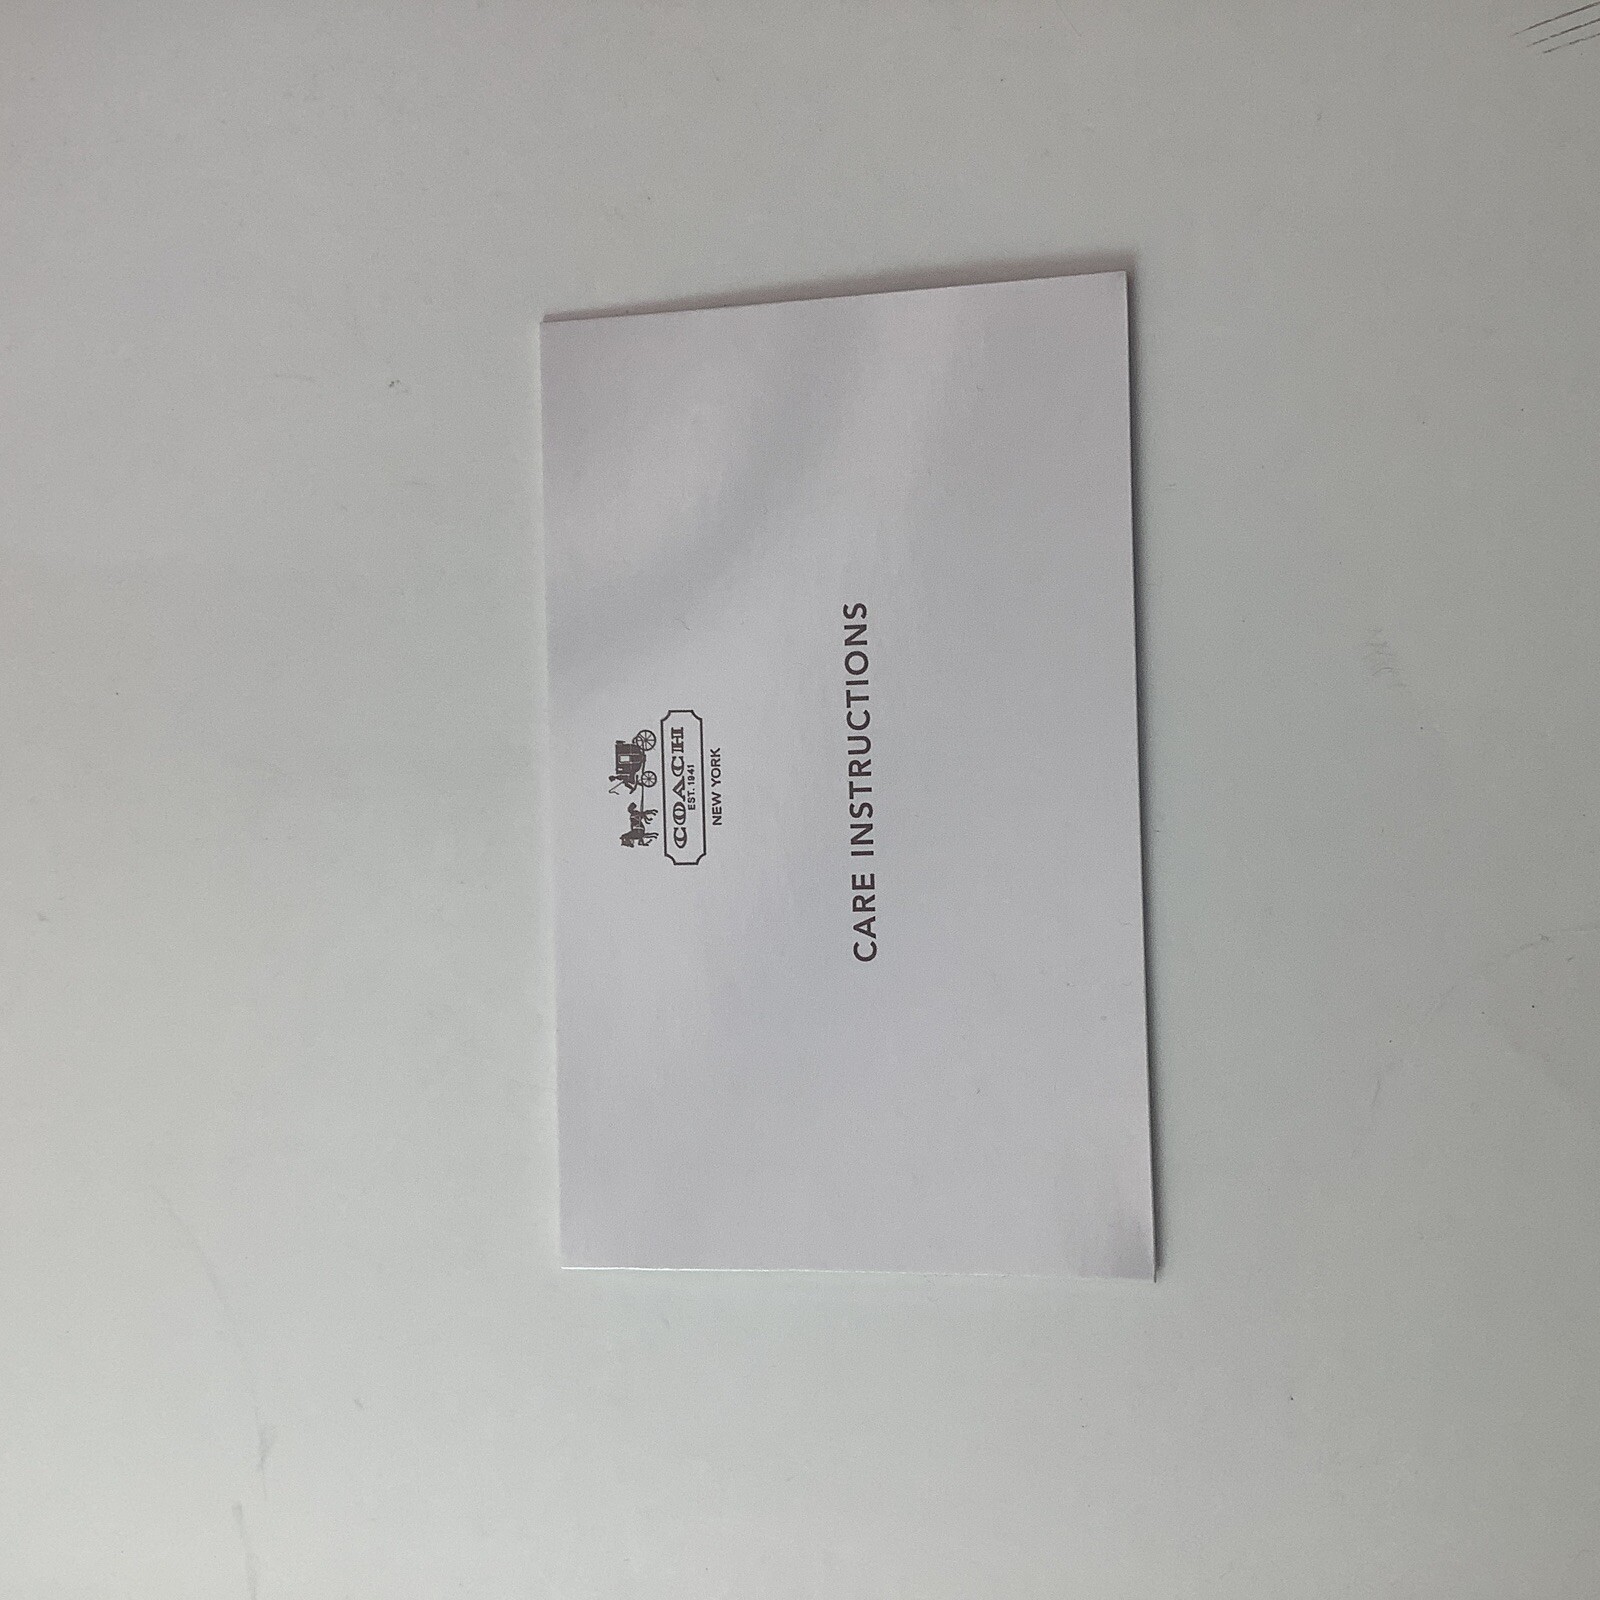 COACH
EST. 1941
NEW YORK
CARE INSTRUCTIONS